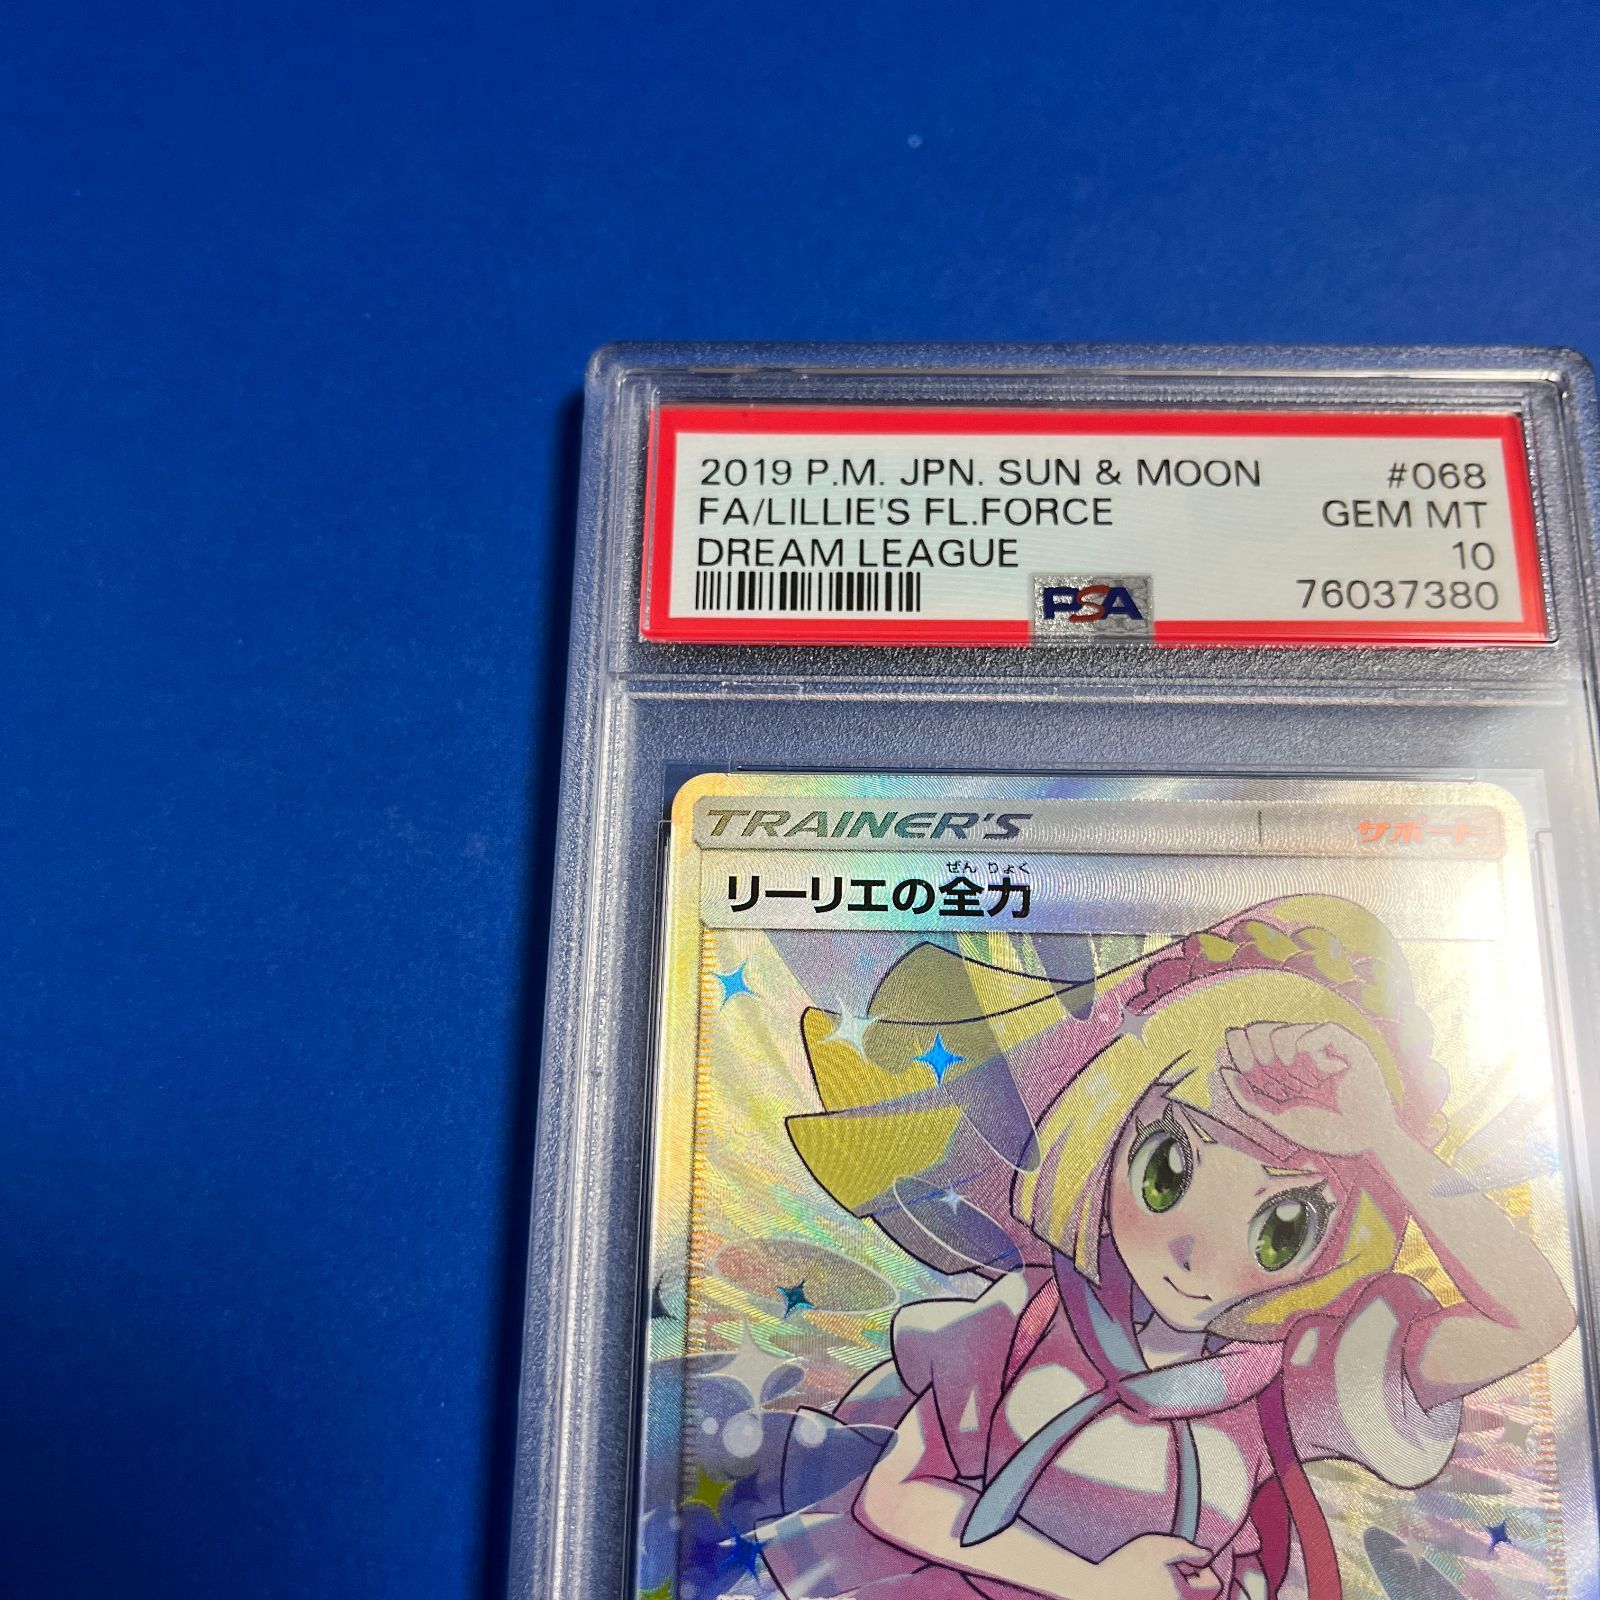 2019 P.M. JPN. SUN & MOON #068
FA/LILLIE'S FL.FORCE GEM MT
DREAM LEAGUE 10
PSA 76037380
TRAINER'S サポート
ぜんりょく
リーリエの全力